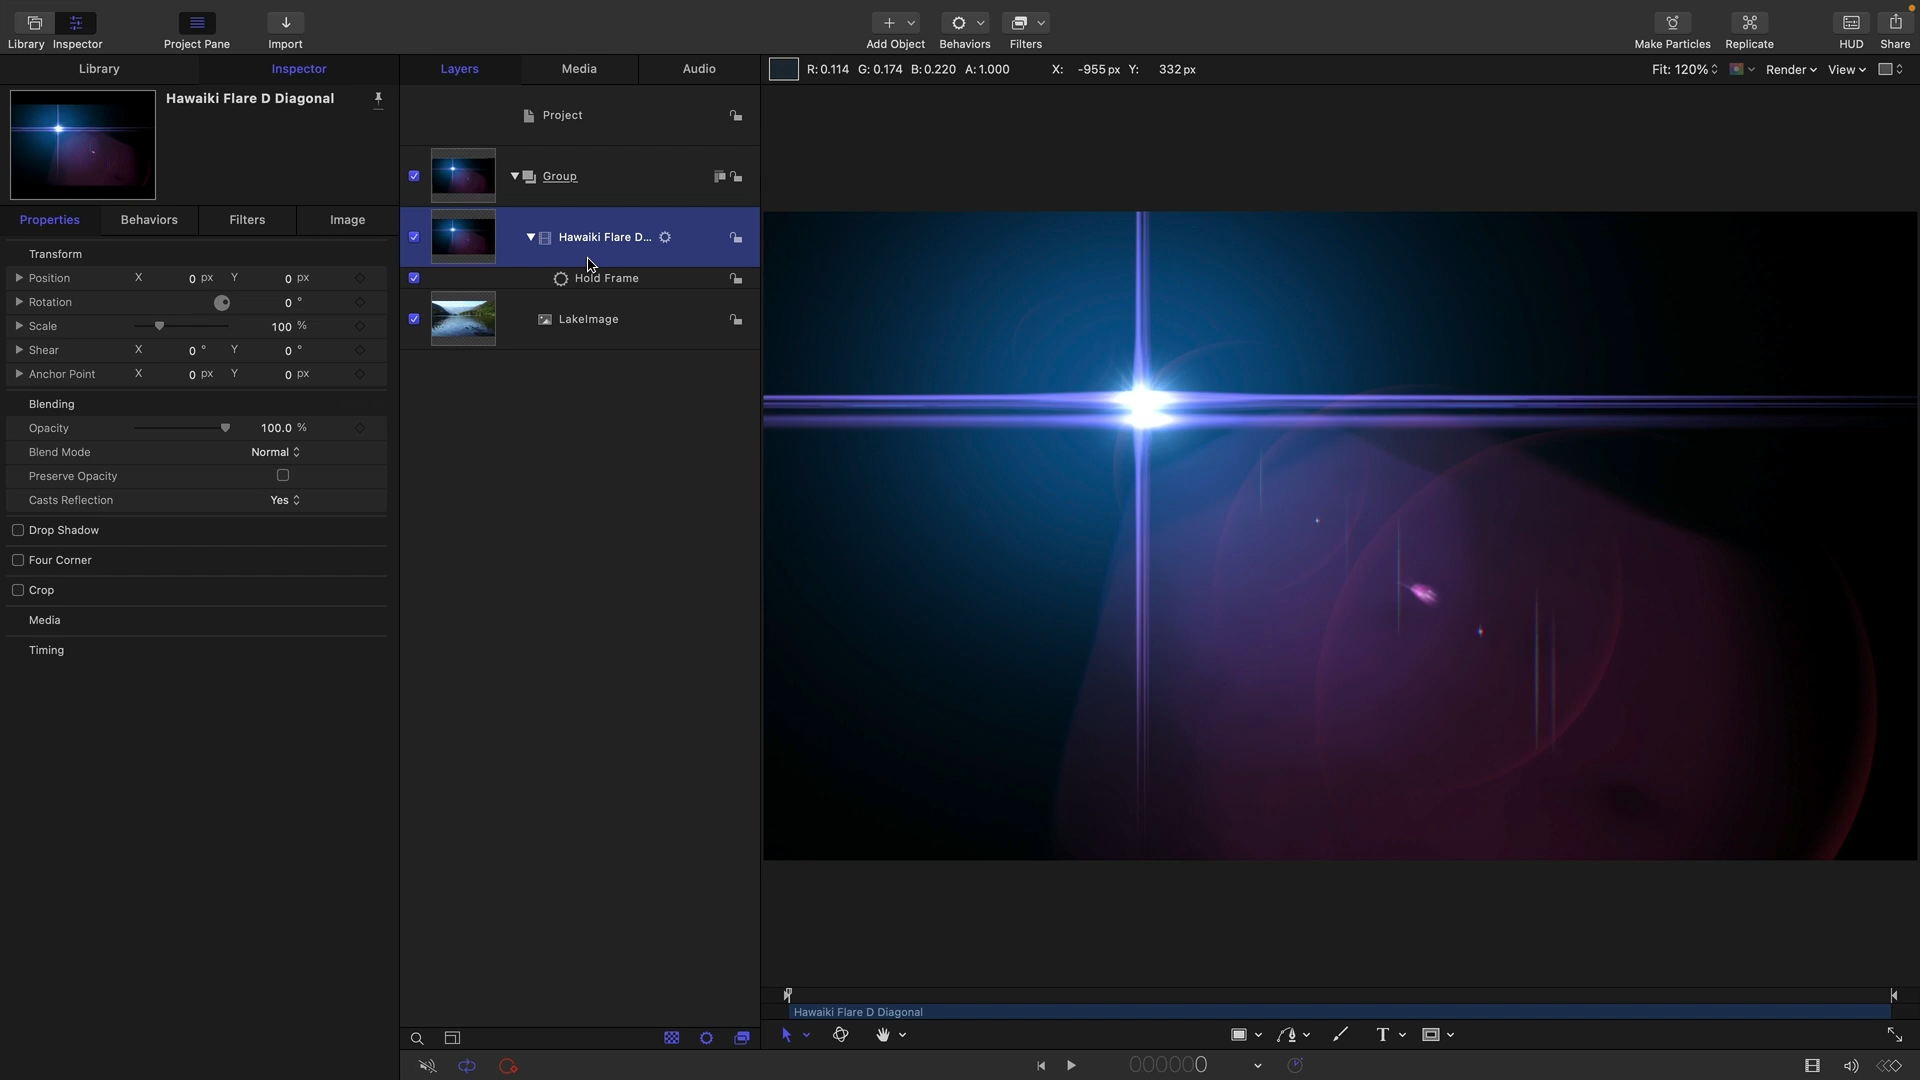 Library Inspector Project Pane Import Add Object Behaviors Filters Make Particles Replicate HUD Share
Library Inspector Layers Media Audio R:0.114 G:0.174 B:0.220 A:1.000 X: -955 px Y: 332 px Fit: 120% Render View
Hawaiki Flare D Diagonal
Project
Group
Properties Behaviors Filters Image
Hawaiki Flare D...
Transform
Position X 0 px Y 0 px
Hold Frame
Rotation 0 °
LakeImage
Scale 100 %
Shear X 0 ° Y 0 °
Anchor Point X 0 px Y 0 px
Blending
Opacity 100.0 %
Blend Mode Normal
Preserve Opacity
Casts Reflection Yes
Drop Shadow
Four Corner
Crop
Media
Timing
Hawaiki Flare D Diagonal
T
0000000